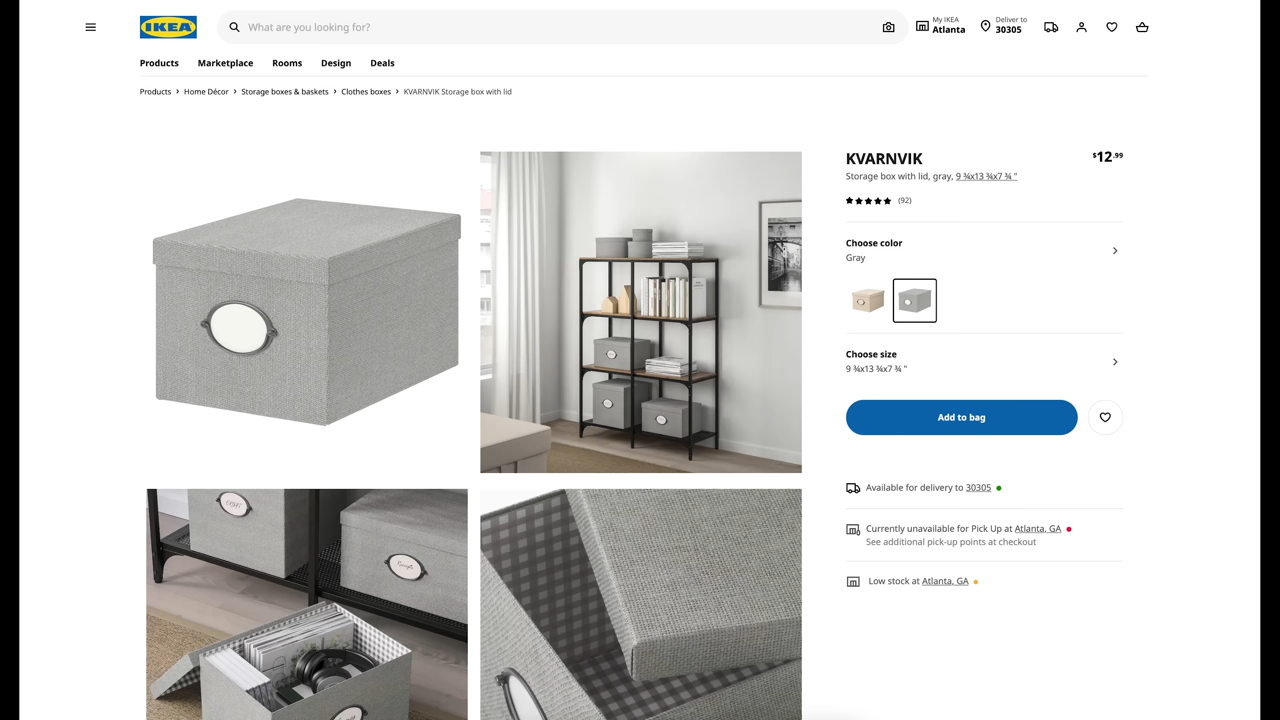 IKEA
What are you looking for?
My IKEA
Atlanta
Deliver to
30305
Products
Marketplace
Rooms
Design
Deals
Products > Home Décor > Storage boxes & baskets > Clothes boxes > KVARNVIK Storage box with lid
KVARNVIK
$12.99
Storage box with lid, gray, 9 ¾x13 ¾x7 ¾ "
(92)
Choose color
Gray
Choose size
9 ¾x13 ¾x7 ¾ "
Add to bag
Available for delivery to 30305
Currently unavailable for Pick Up at Atlanta, GA
See additional pick-up points at checkout
Low stock at Atlanta, GA